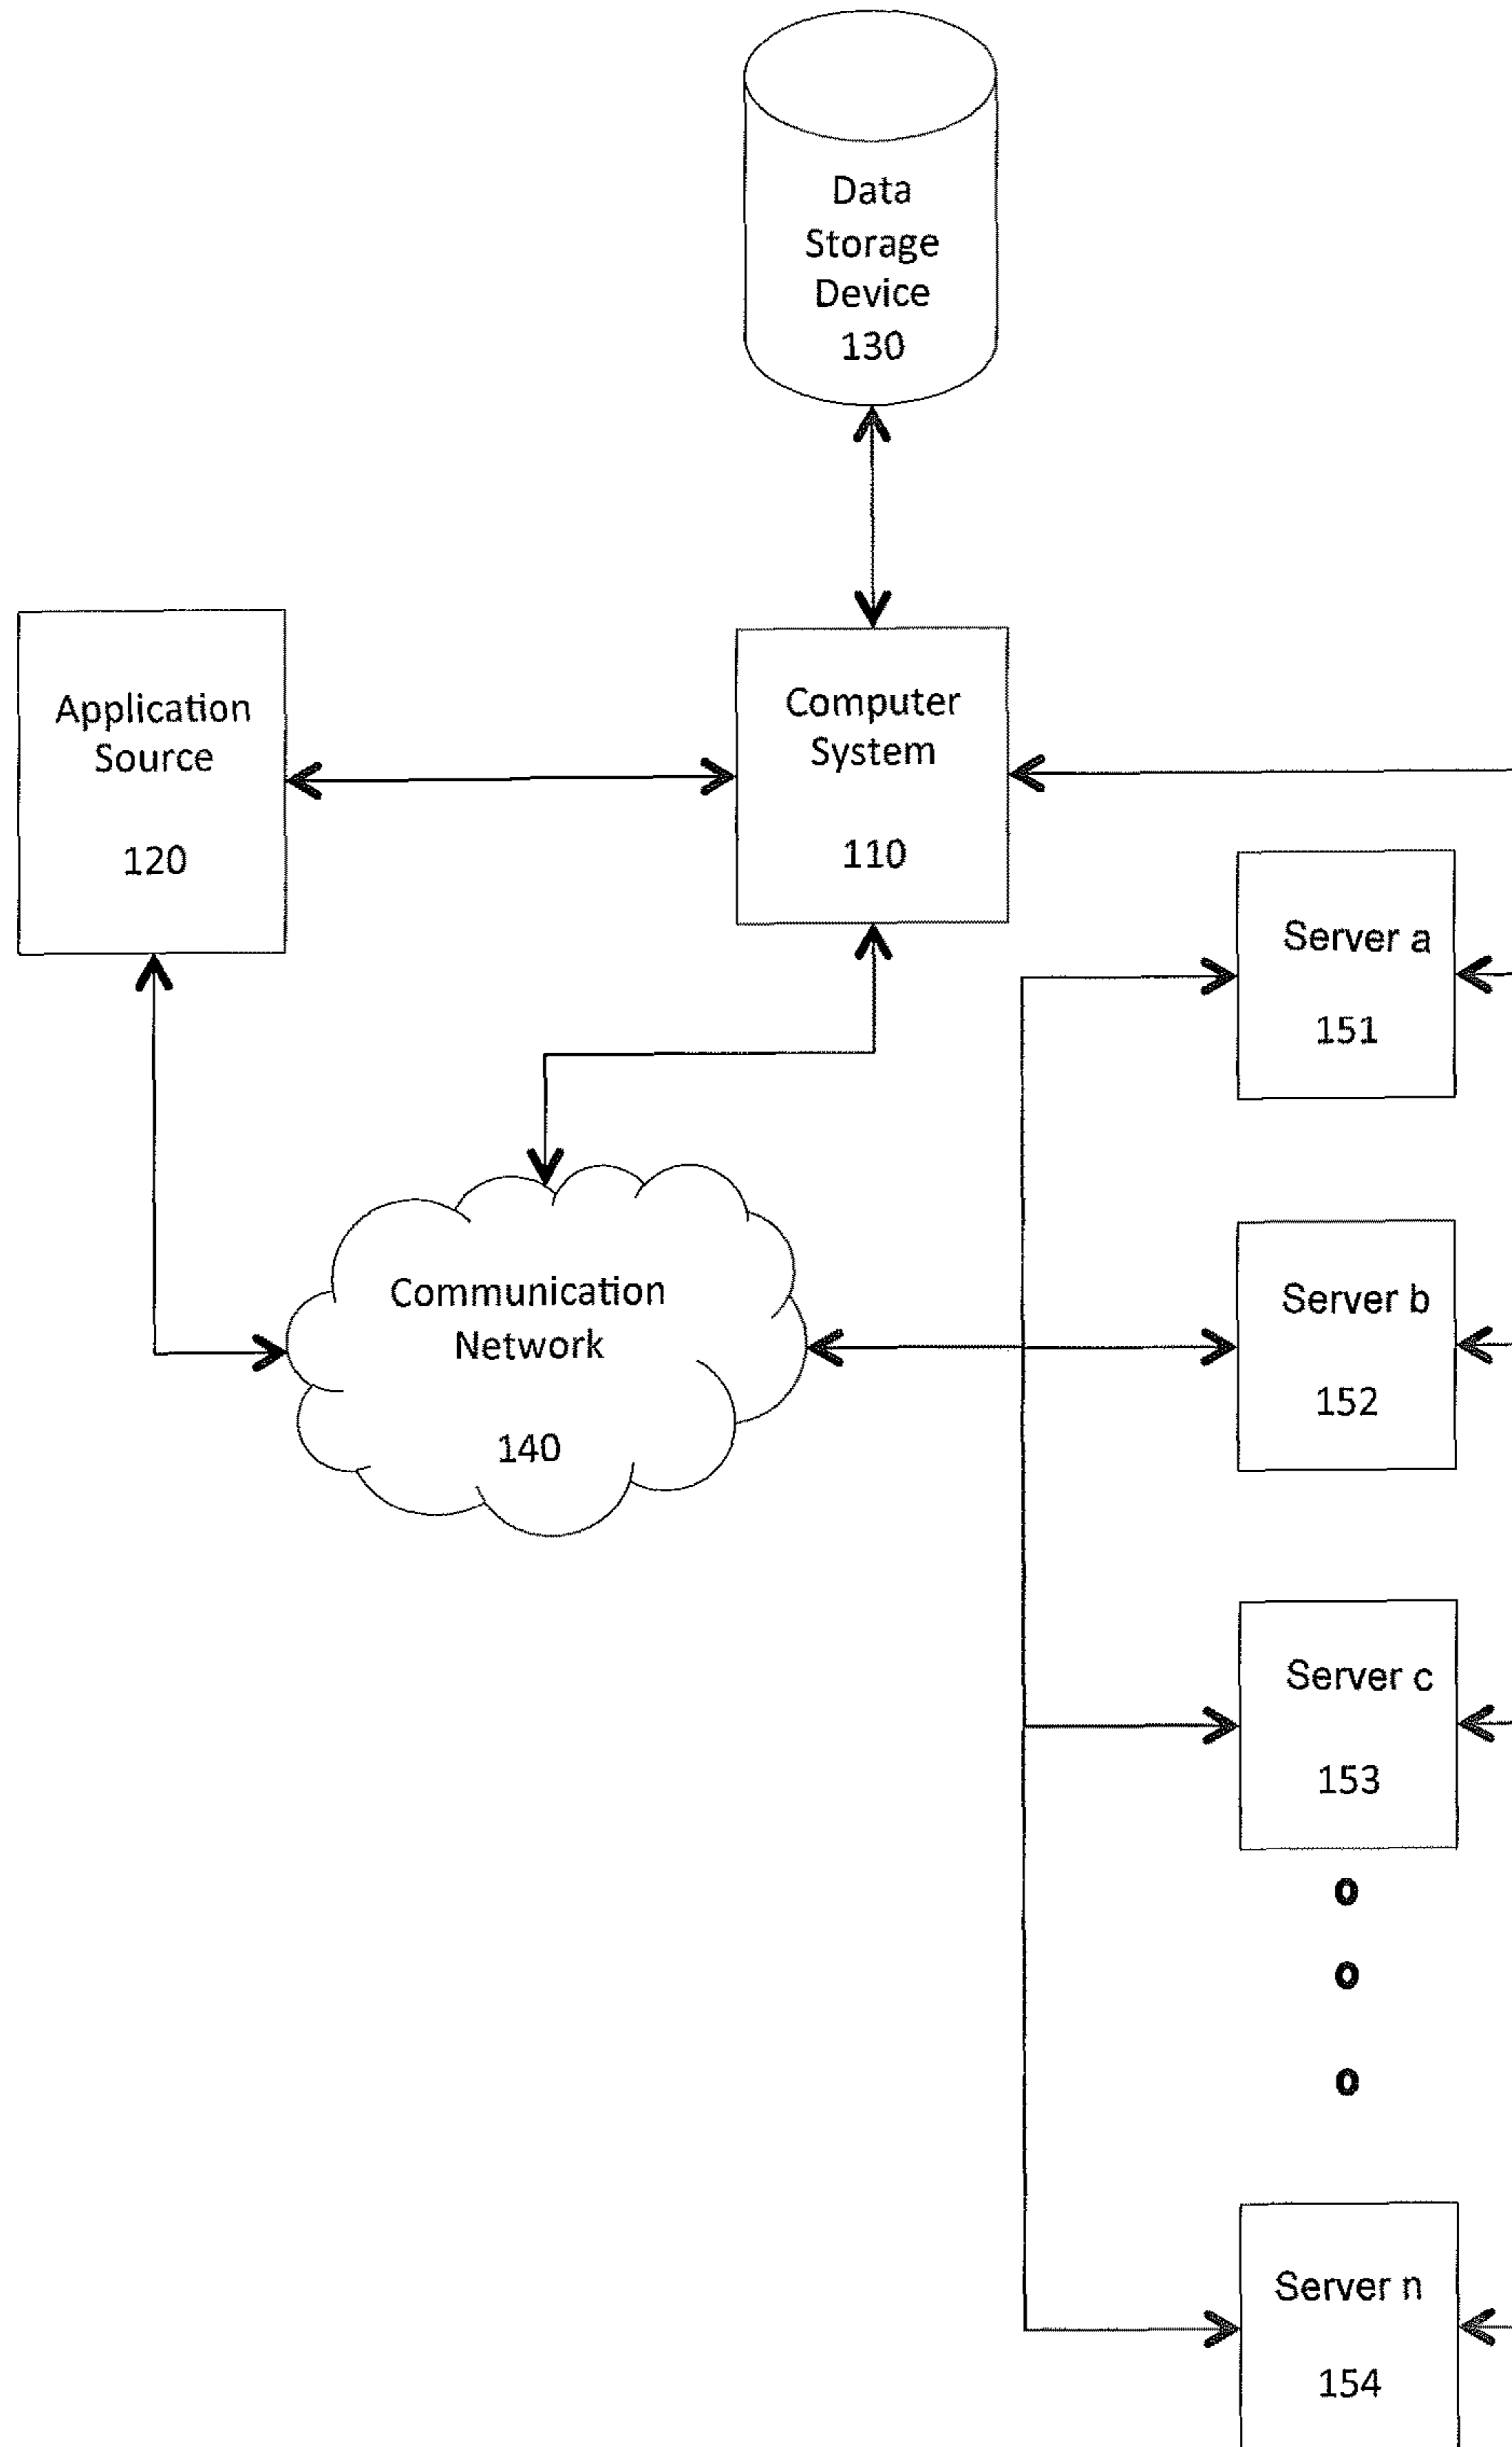 Data
Storage
Device
130
Application
Source
120
Computer
System
110
Server a
151
Communication
Network
140
Server b
152
Server c
153
o
o
o
Server n
154